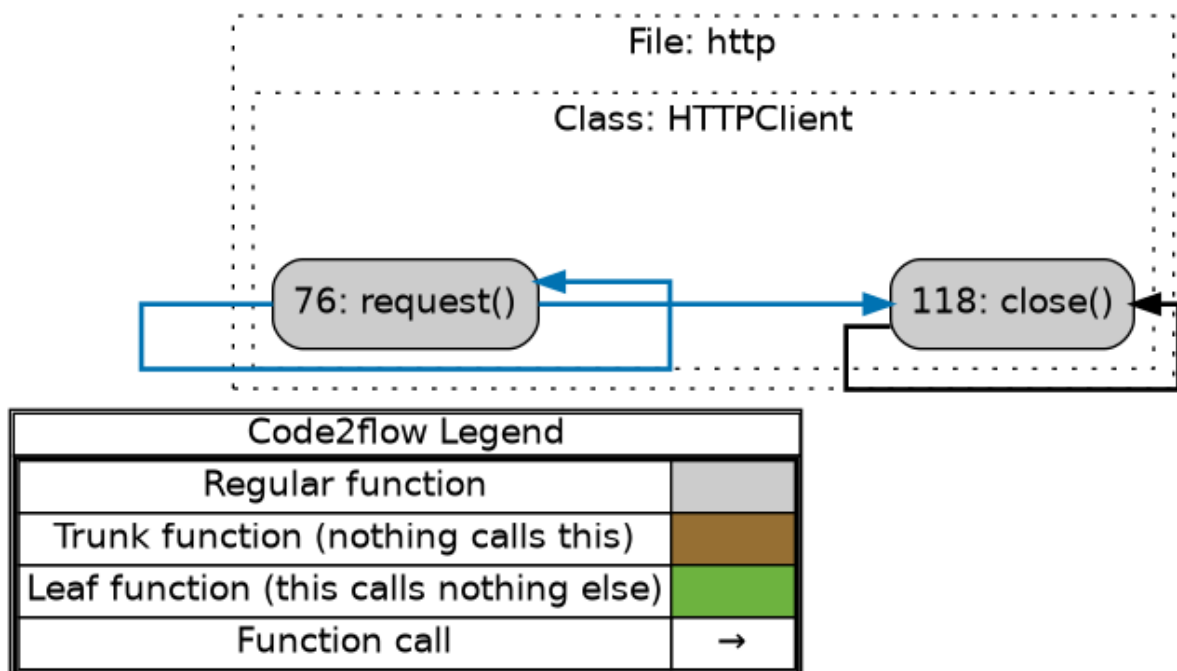 File: http
Class: HTTPClient
76: request()
118: close()
Code2flow Legend
Regular function
Trunk function (nothing calls this)
Leaf function (this calls nothing else)
Function call →